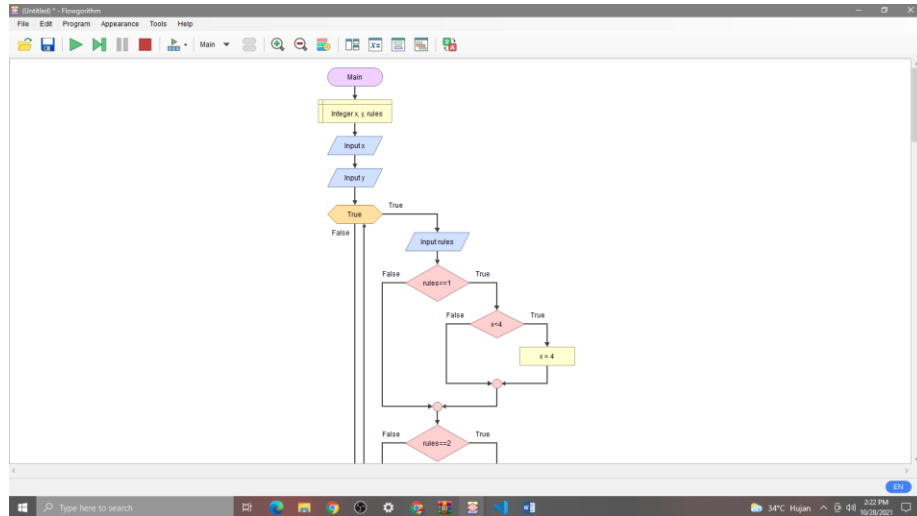 (Untitled) * - Flowgorithm
File Edit Program Appearance Tools Help
Main
Main
Integer x, y, rules
Input x
Input y
True
True
False
Input rules
False
True
rules==1
False
True
x<4
x = 4
False
True
rules==2
EN
Type here to search
34°C Hujan
2:22 PM
10/28/2021